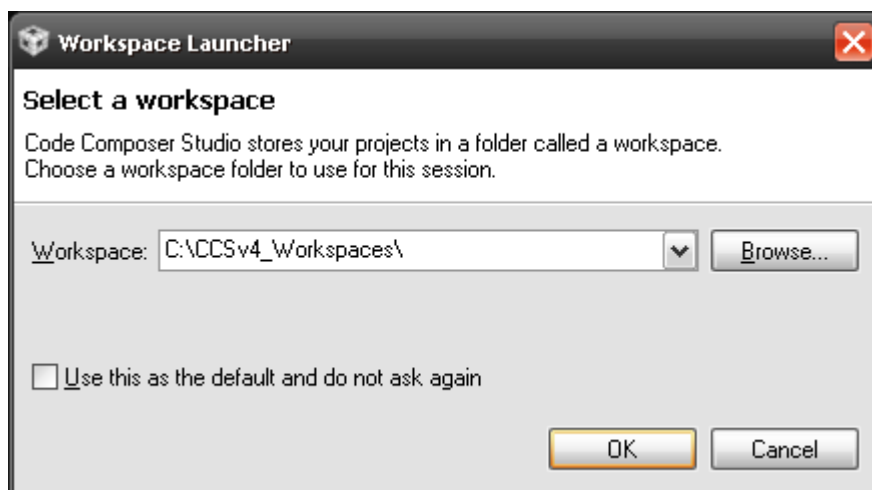 Workspace Launcher
Select a workspace
Code Composer Studio stores your projects in a folder called a workspace.
Choose a workspace folder to use for this session.
Workspace: C:\CCSv4_Workspaces\ Browse...
Use this as the default and do not ask again
OK Cancel